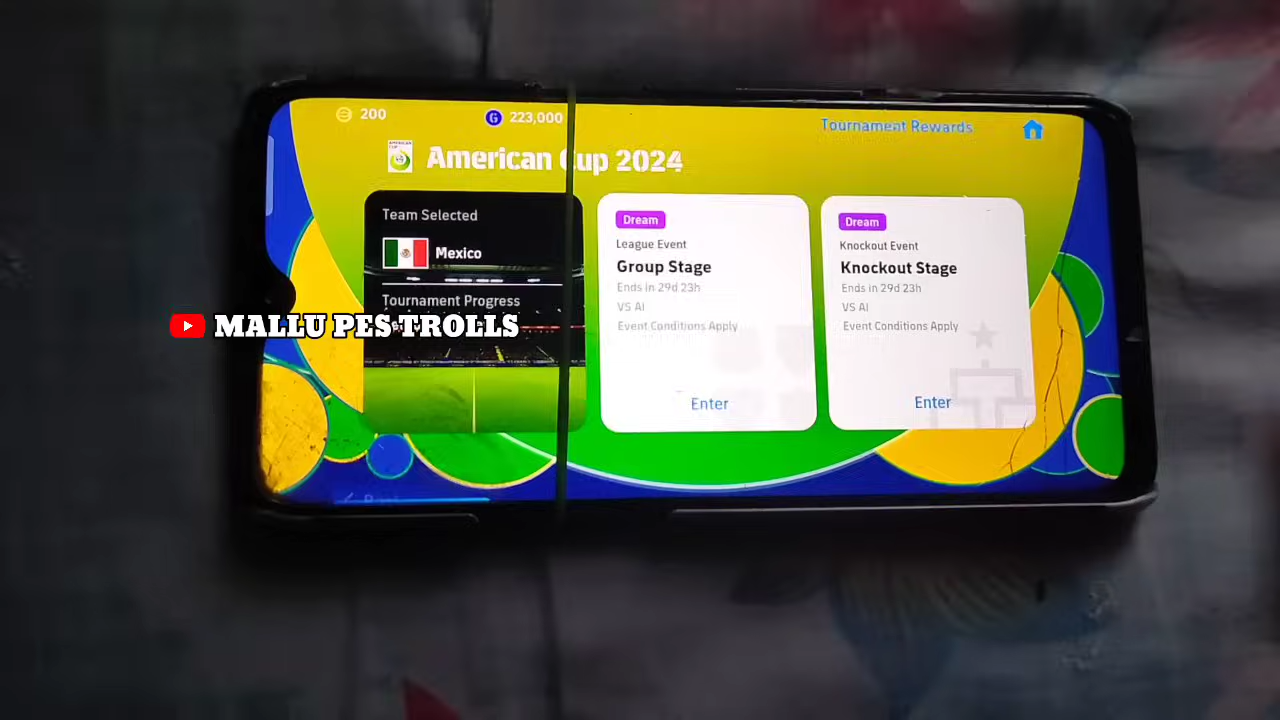 200
223,000
Tournament Rewards
American Cup 2024
Team Selected
Mexico
Tournament Progress
MALLU PES TROLLS
Dream
League Event
Group Stage
Ends in 29d 23h
VS AI
Event Conditions Apply
Enter
Dream
Knockout Event
Knockout Stage
Ends in 29d 23h
VS AI
Event Conditions Apply
Enter